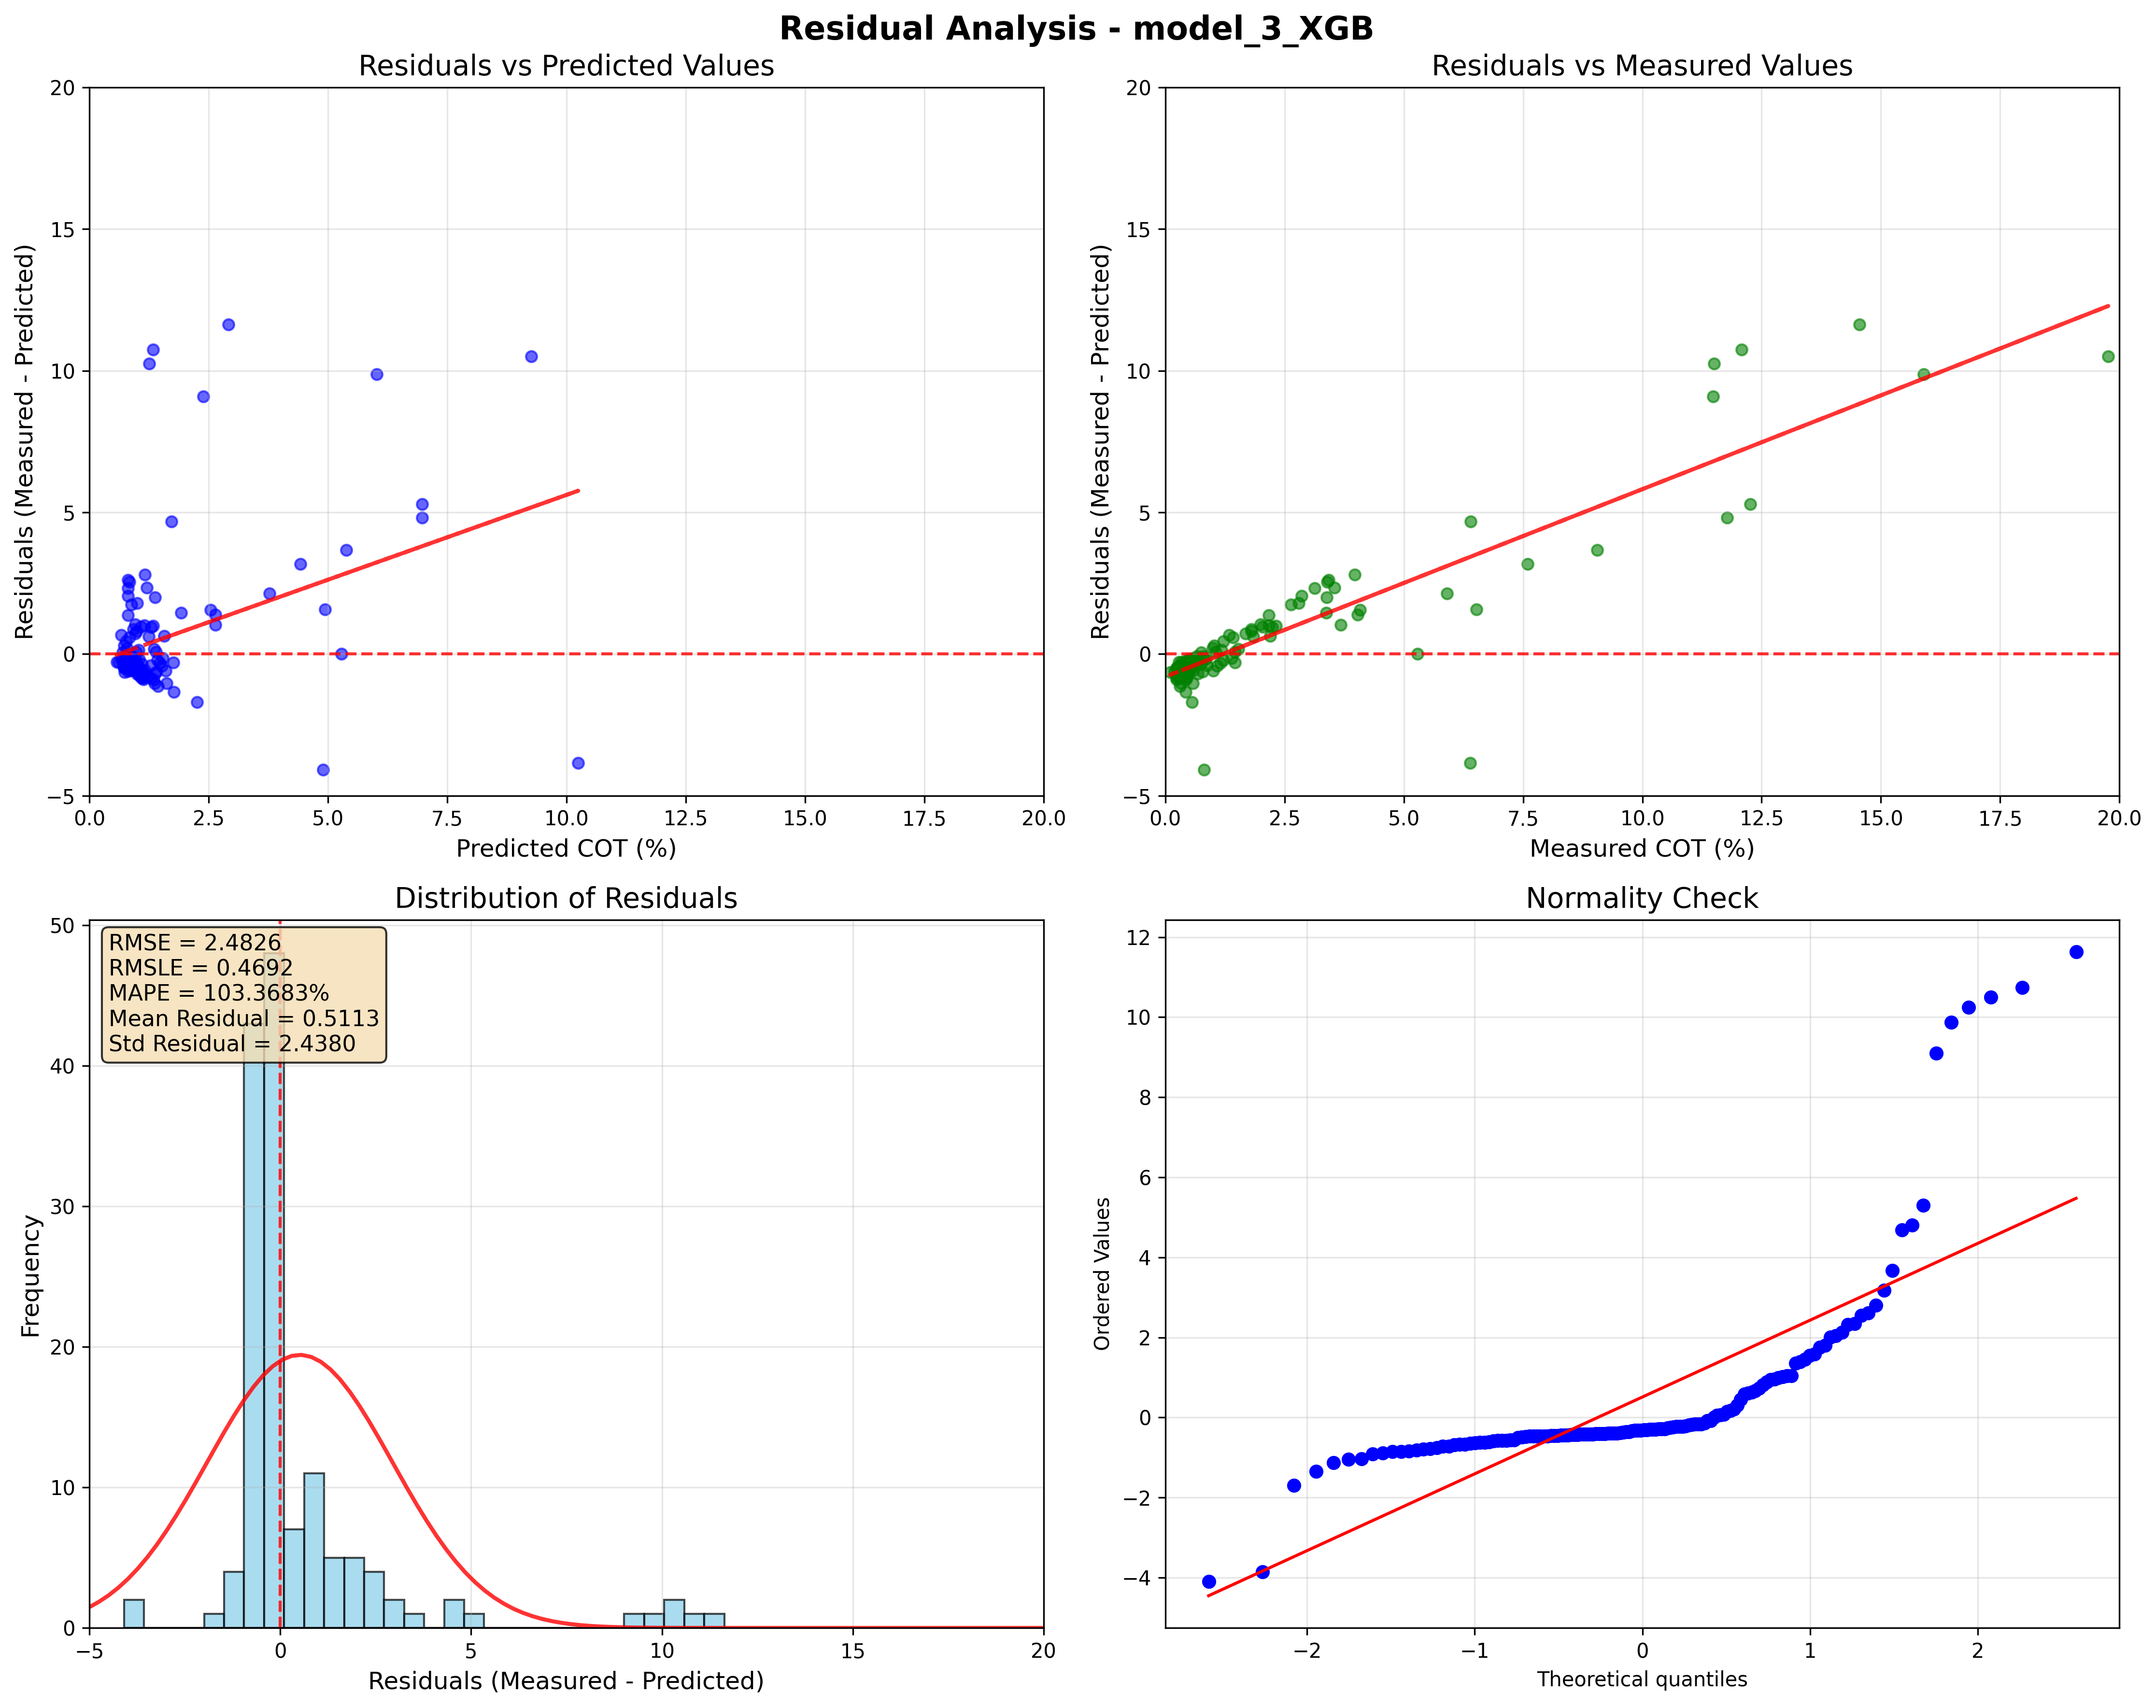 Residual Analysis - model_3_XGB
Residuals vs Predicted Values
20
15
10
5
0
−5
0.0 2.5 5.0 7.5 10.0 12.5 15.0 17.5 20.0
Residuals (Measured - Predicted)
Predicted COT (%)
Residuals vs Measured Values
20
15
10
5
0
−5
0.0 2.5 5.0 7.5 10.0 12.5 15.0 17.5 20.0
Residuals (Measured - Predicted)
Measured COT (%)
Distribution of Residuals
RMSE = 2.4826
RMSLE = 0.4692
MAPE = 103.3683%
Mean Residual = 0.5113
Std Residual = 2.4380
50
40
30
20
10
0
−5 0 5 10 15 20
Frequency
Residuals (Measured - Predicted)
Normality Check
12
10
8
6
4
2
0
−2
−4
−2 −1 0 1 2
Ordered Values
Theoretical quantiles